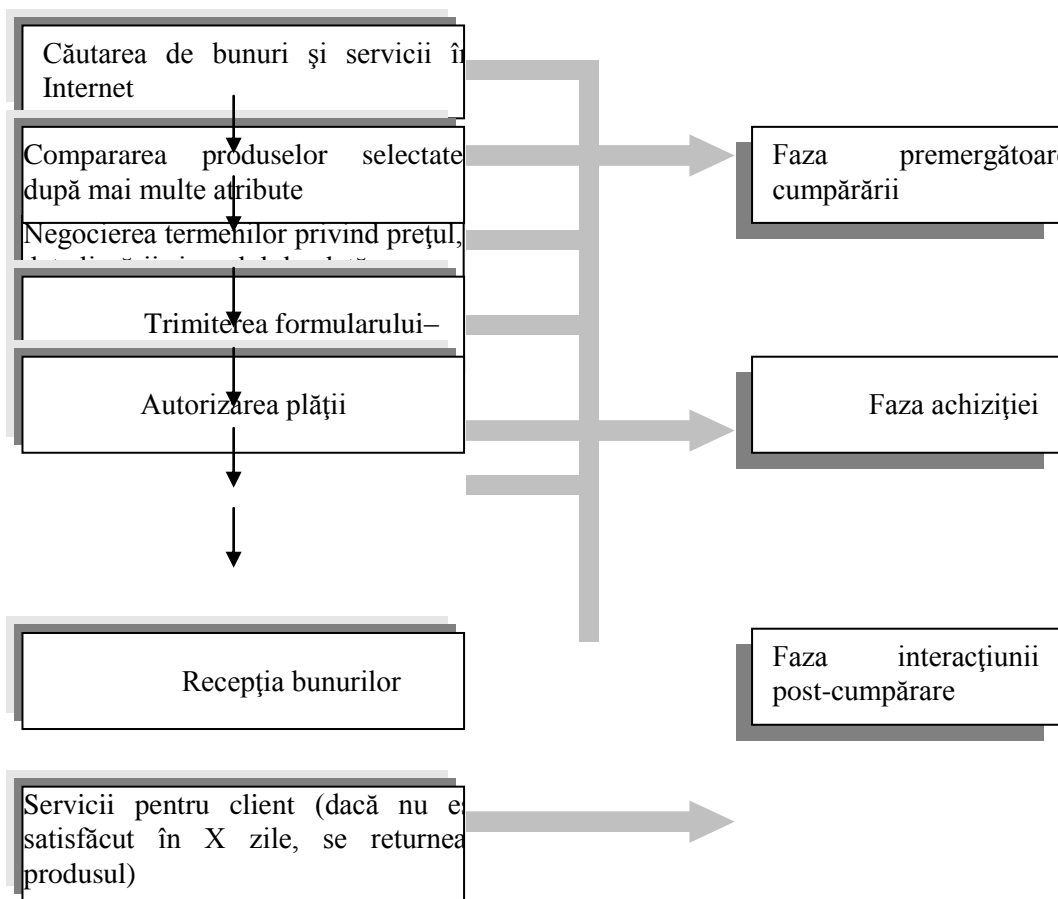 Căutarea de bunuri şi servicii
Internet
Compararea produselor selectate
după mai multe atribute
Negocierea termenilor privind preţul,
Trimiterea formularului–
Autorizarea plăţii
Recepţia bunurilor
Servicii pentru client (dacă nu
satisfăcut în X zile, se
produsul)
Faza premergătoare
cumpărării
Faza achiziţiei
Faza interacţiunii
post-cumpărare